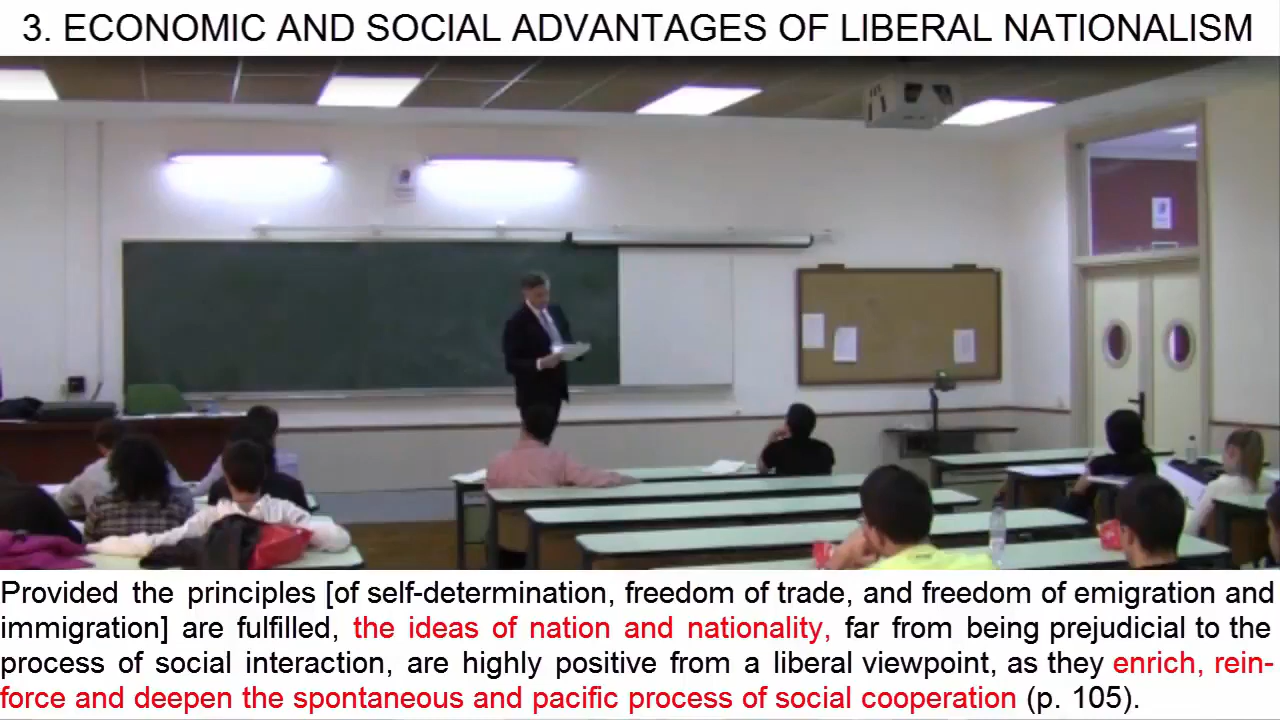 3. ECONOMIC AND SOCIAL ADVANTAGES OF LIBERAL NATIONALISM
Provided the principles [of self-determination, freedom of trade, and freedom of emigration and
immigration] are fulfilled, the ideas of nation and nationality, far from being prejudicial to the
process of social interaction, are highly positive from a liberal viewpoint, as they enrich, rein-
force and deepen the spontaneous and pacific process of social cooperation (p. 105).